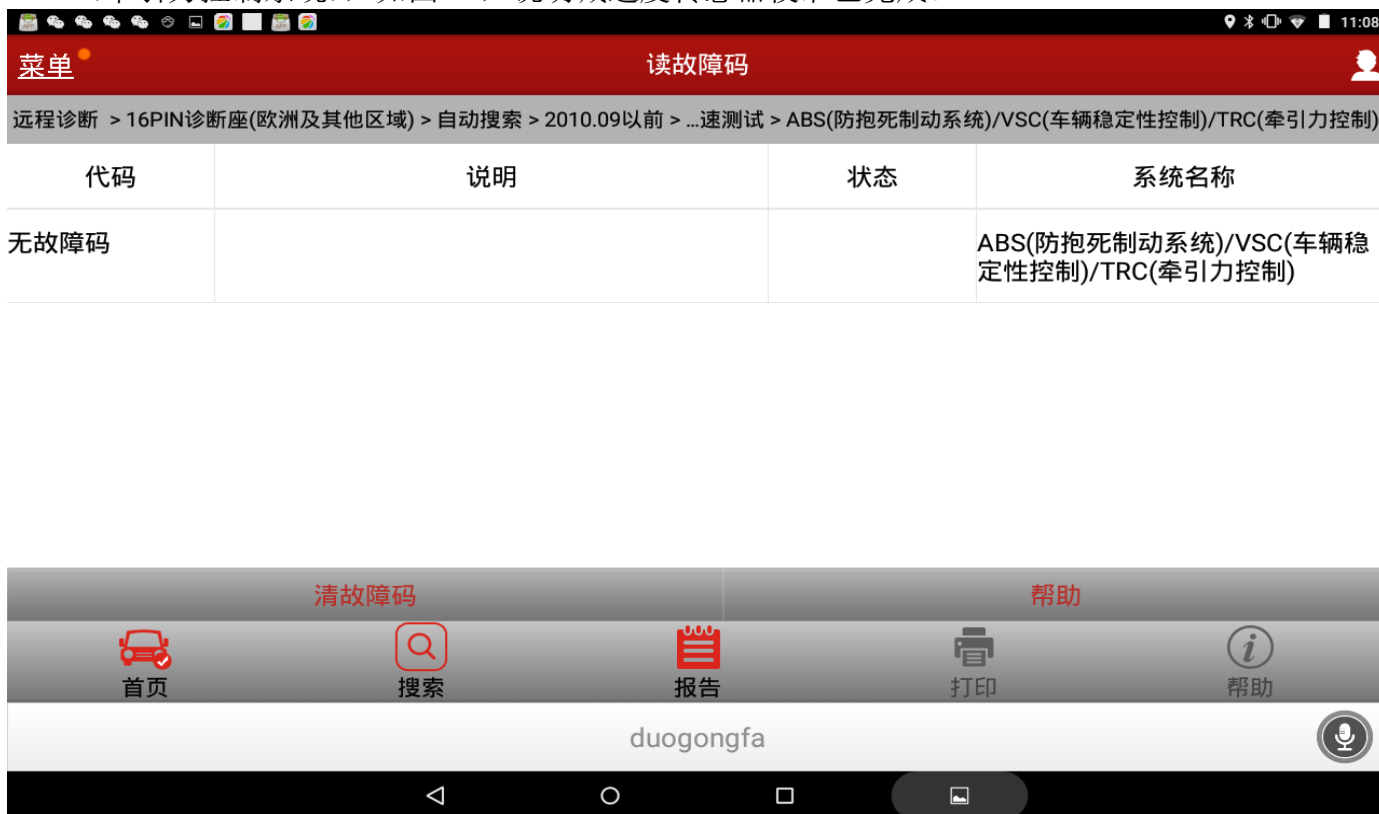 11:08
菜单
读故障码
远程诊断 > 16PIN诊断座(欧洲及其他区域) > 自动搜索 > 2010.09以前 > ...速测试 > ABS(防抱死制动系统)/VSC(车辆稳定性控制)/TRC(牵引力控制)
代码 说明 状态 系统名称
无故障码 ABS(防抱死制动系统)/VSC(车辆稳
定性控制)/TRC(牵引力控制)
清故障码 帮助
首页 搜索 报告 打印 帮助
duogongfa